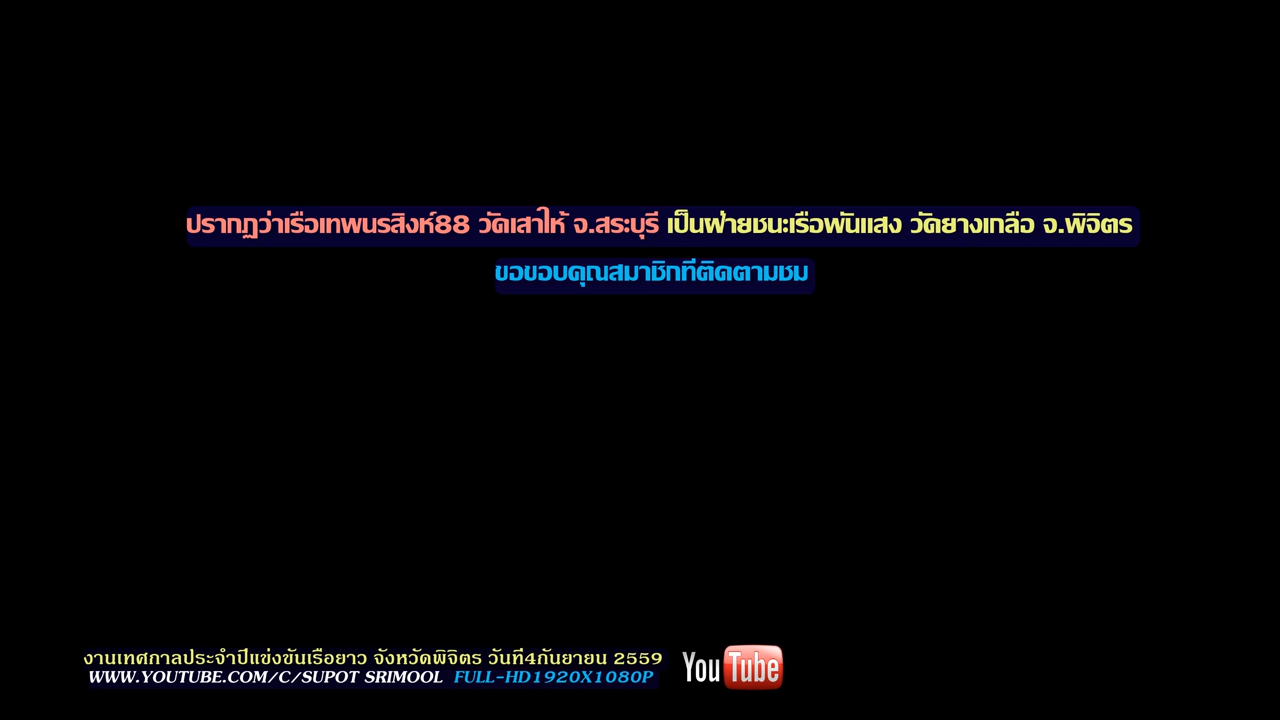 ปรากฏว่าเรือเทพนรสิงห์88 วัดเสาไห้ จ.สระบุรี เป็นฝ่ายชนะเรือพันแสง วัดยางเกลือ จ.พิจิตร
ขอขอบคุณสมาชิกที่ติดตามชม
งานเทศกาลประจำปีแข่งขันเรือยาว จังหวัดพิจิตร วันที่4กันยายน 2559
WWW.YOUTUBE.COM/C/SUPOT SRIMOOL FULL-HD1920X1080P
YouTube